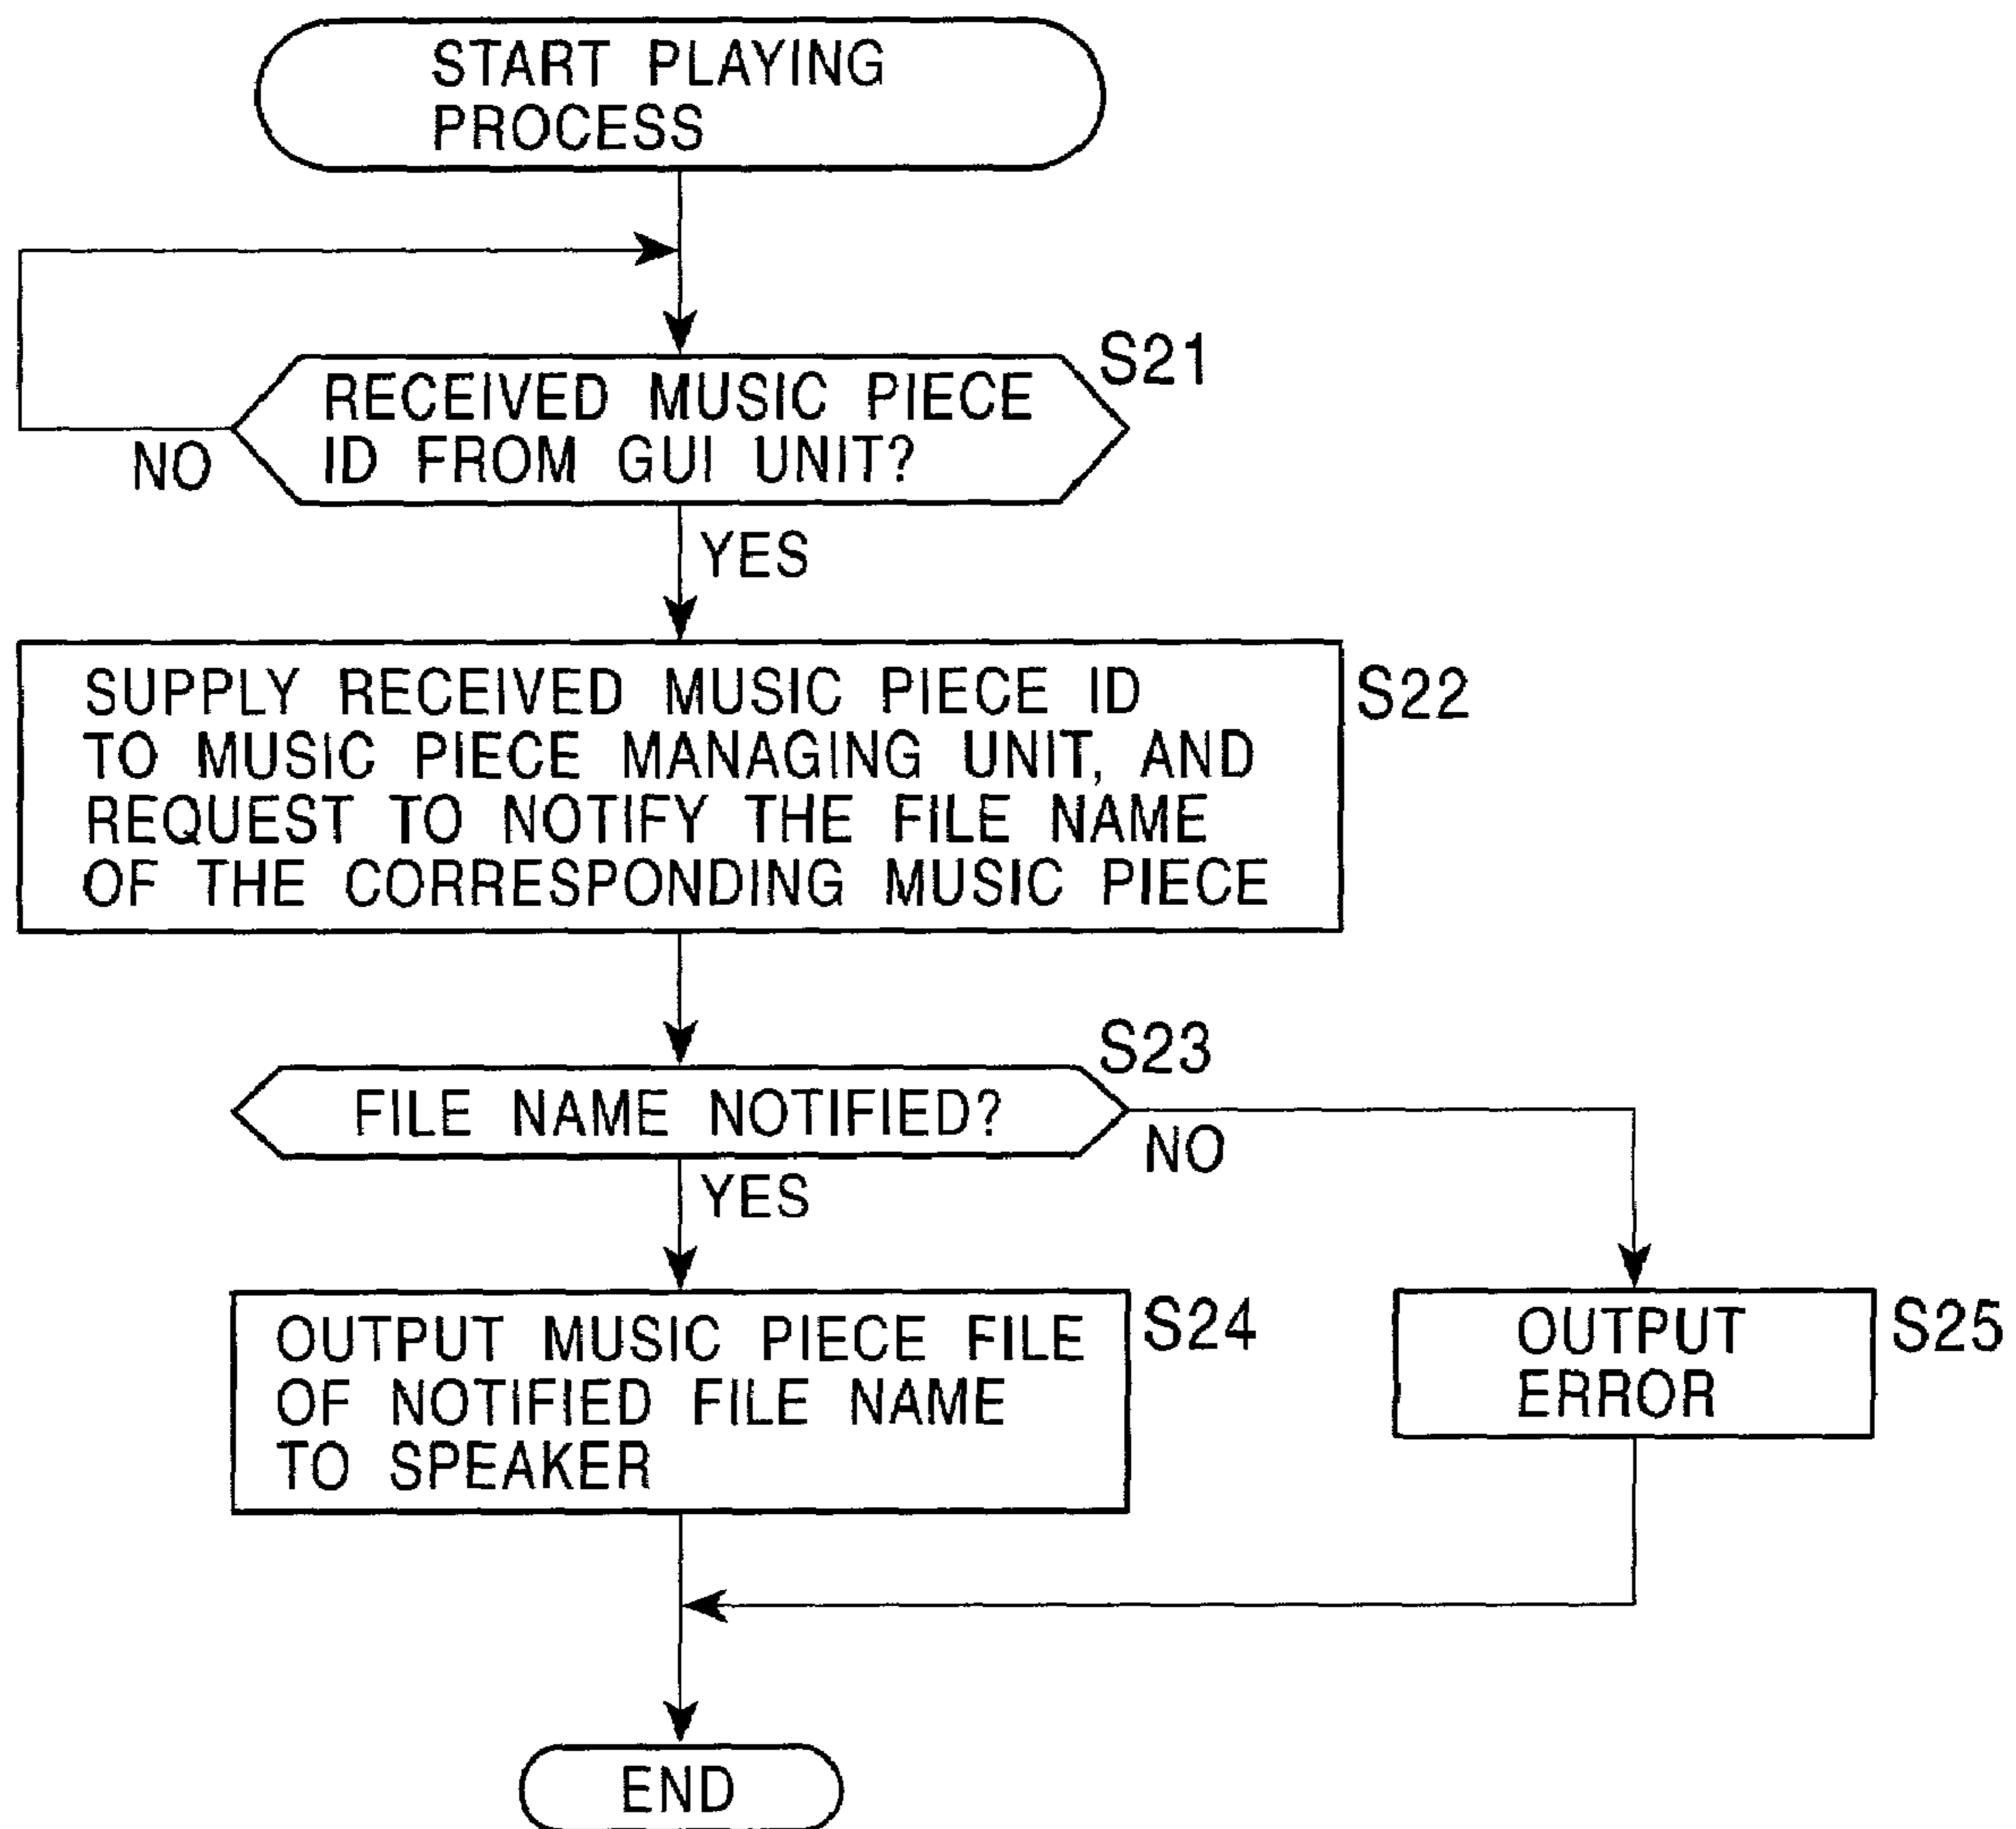 START PLAYING
PROCESS
S21
RECEIVED MUSIC PIECE
ID FROM GUI UNIT?
NO
YES
SUPPLY RECEIVED MUSIC PIECE ID
TO MUSIC PIECE MANAGING UNIT, AND
REQUEST TO NOTIFY THE FILE NAME
OF THE CORRESPONDING MUSIC PIECE
S22
S23
FILE NAME NOTIFIED?
NO
YES
OUTPUT MUSIC PIECE FILE
OF NOTIFIED FILE NAME
TO SPEAKER
S24
OUTPUT
ERROR
S25
END